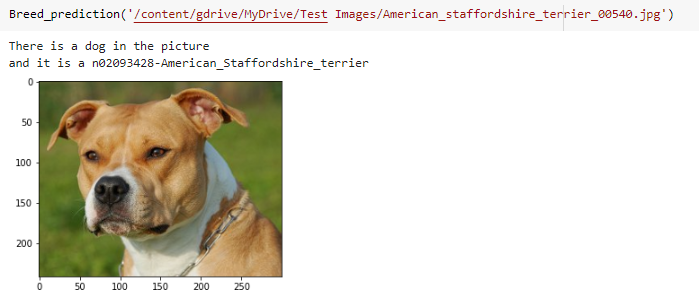 Breed_prediction('/content/gdrive/MyDrive/Test Images/American_staffordshire_terrier_00540.jpg')
There is a dog in the picture
and it is a n02093428-American_Staffordshire_terrier
0
50
100
150
200
0 50 100 150 200 250